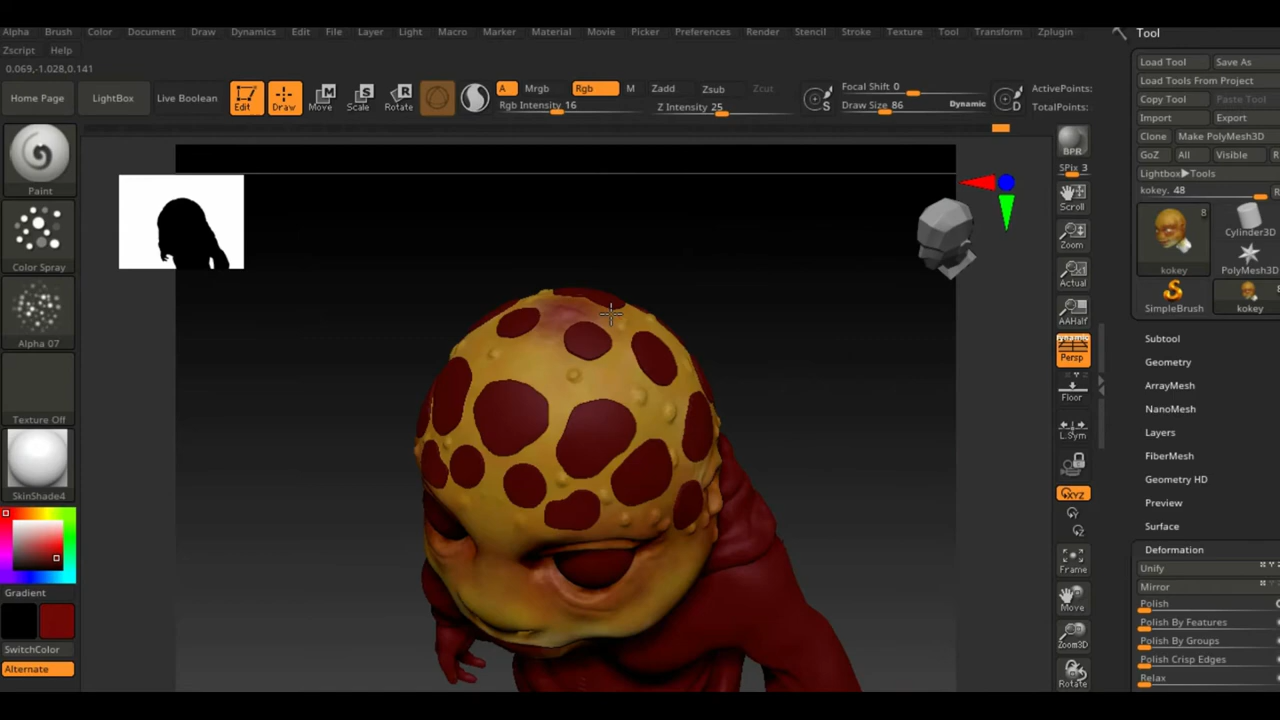 Alpha Brush Color Document Draw Dynamics Edit File Layer Light Macro Marker Material Movie Picker Preferences Render Stencil Stroke Texture Tool Transform Zplugin
Zscript Help
0.069,-1.028,0.141
Home Page LightBox Live Boolean Edit Draw Move Scale Rotate
A Mrgb Rgb M Zadd Zsub Zcut
Rgb Intensity 16 Z Intensity 25
S Focal Shift 0
Draw Size 86 Dynamic D
ActivePoints:
TotalPoints:
Paint
Color Spray
Alpha 07
Texture Off
SkinShade4
Gradient
SwitchColor
Alternate
BPR
SPix 3
Scroll
Zoom
Actual
AAHalf
Dynamic
Persp
Floor
L.Sym
XYZ
Y
Z
Frame
Move
Zoom3D
Rotate
Tool
Load Tool Save As
Load Tools From Project
Copy Tool Paste Tool
Import Export
Clone Make PolyMesh3D
GoZ All Visible R
Lightbox▶Tools
kokey. 48 R
8
kokey
Cylinder3D
PolyMesh3D
SimpleBrush
8
kokey
Subtool
Geometry
ArrayMesh
NanoMesh
Layers
FiberMesh
Geometry HD
Preview
Surface
Deformation
Unify
Mirror
Polish
Polish By Features
Polish By Groups
Polish Crisp Edges
Relax